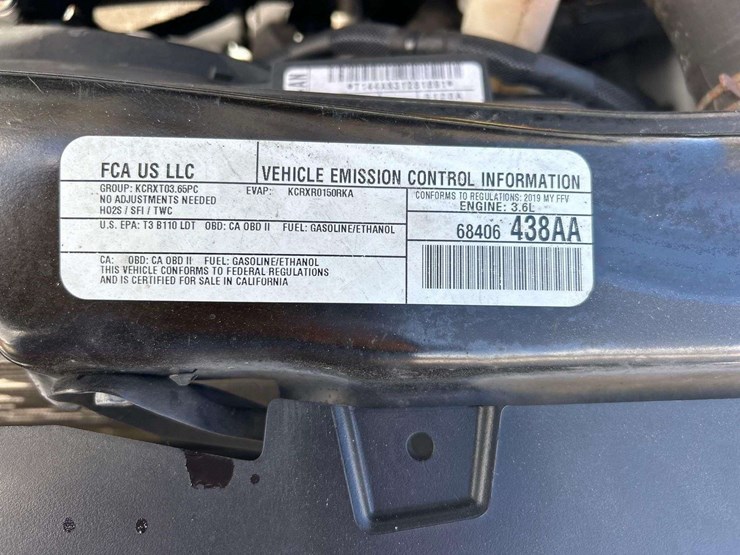 FCA US LLC
VEHICLE EMISSION CONTROL INFORMATION
GROUP: KCRXT03.65PC EVAP: KCRXR0150RKA
NO ADJUSTMENTS NEEDED
HO2S / SFI / TWC
CONFORMS TO REGULATIONS: 2019 MY FFV
ENGINE: 3.6L
U.S. EPA: T3 B110 LDT OBD: CA OBD II FUEL: GASOLINE/ETHANOL
68406 438AA
CA: OBD: CA OBD II FUEL: GASOLINE/ETHANOL
THIS VEHICLE CONFORMS TO FEDERAL REGULATIONS
AND IS CERTIFIED FOR SALE IN CALIFORNIA